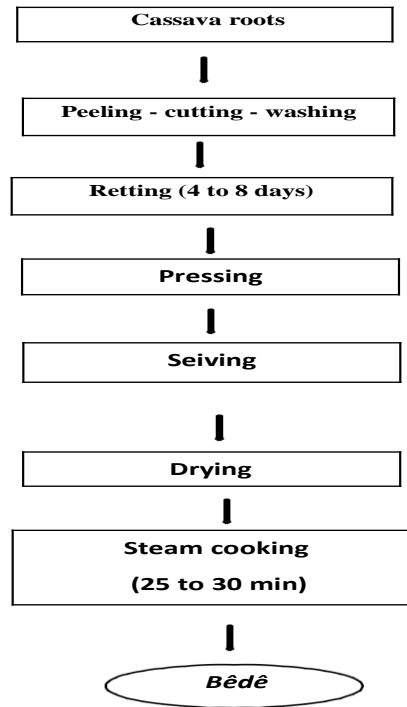 Cassava roots
Peeling - cutting - washing
Retting (4 to 8 days)
Pressing
Seiving
Drying
Steam cooking
(25 to 30 min)
Bêdê